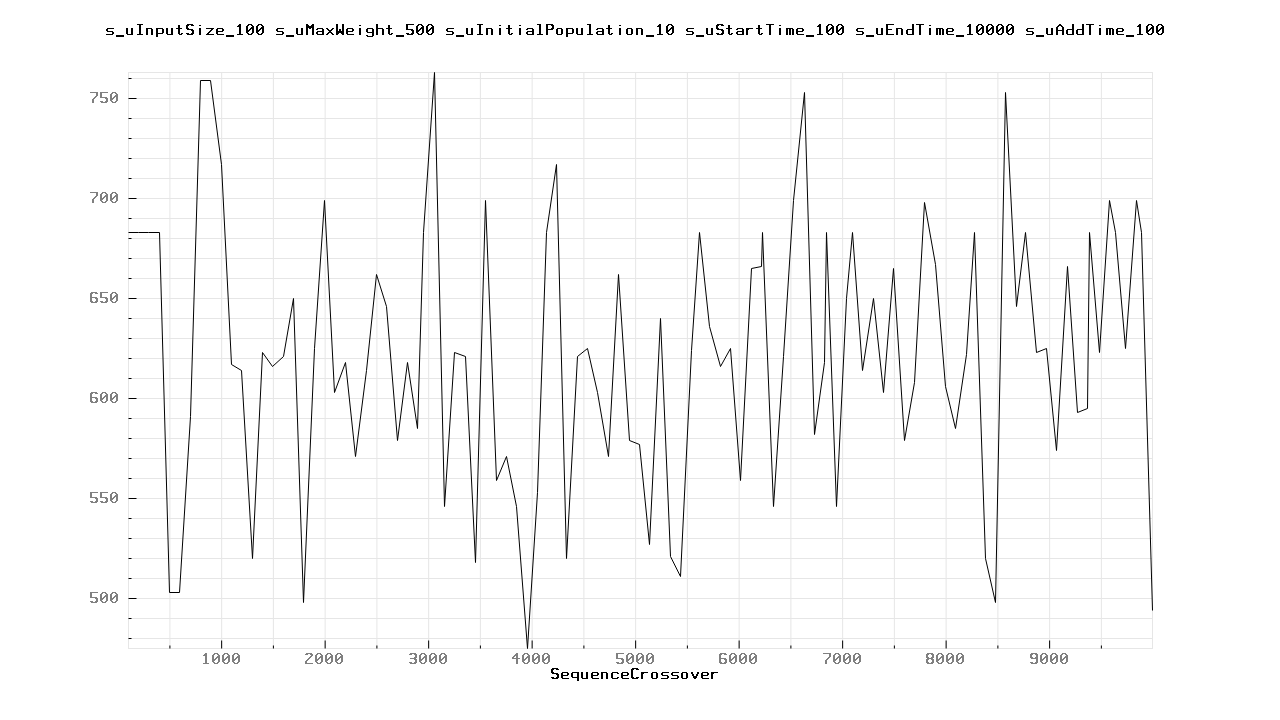 s_uInputSize_100 s_uMaxWeight_500 s_uInitialPopulation_10 s_uStartTime_100 s_uEndTime_10000 s_uAddTime_100
750
700
650
600
550
500
1000 2000 3000 4000 5000 6000 7000 8000 9000
SequenceCrossover